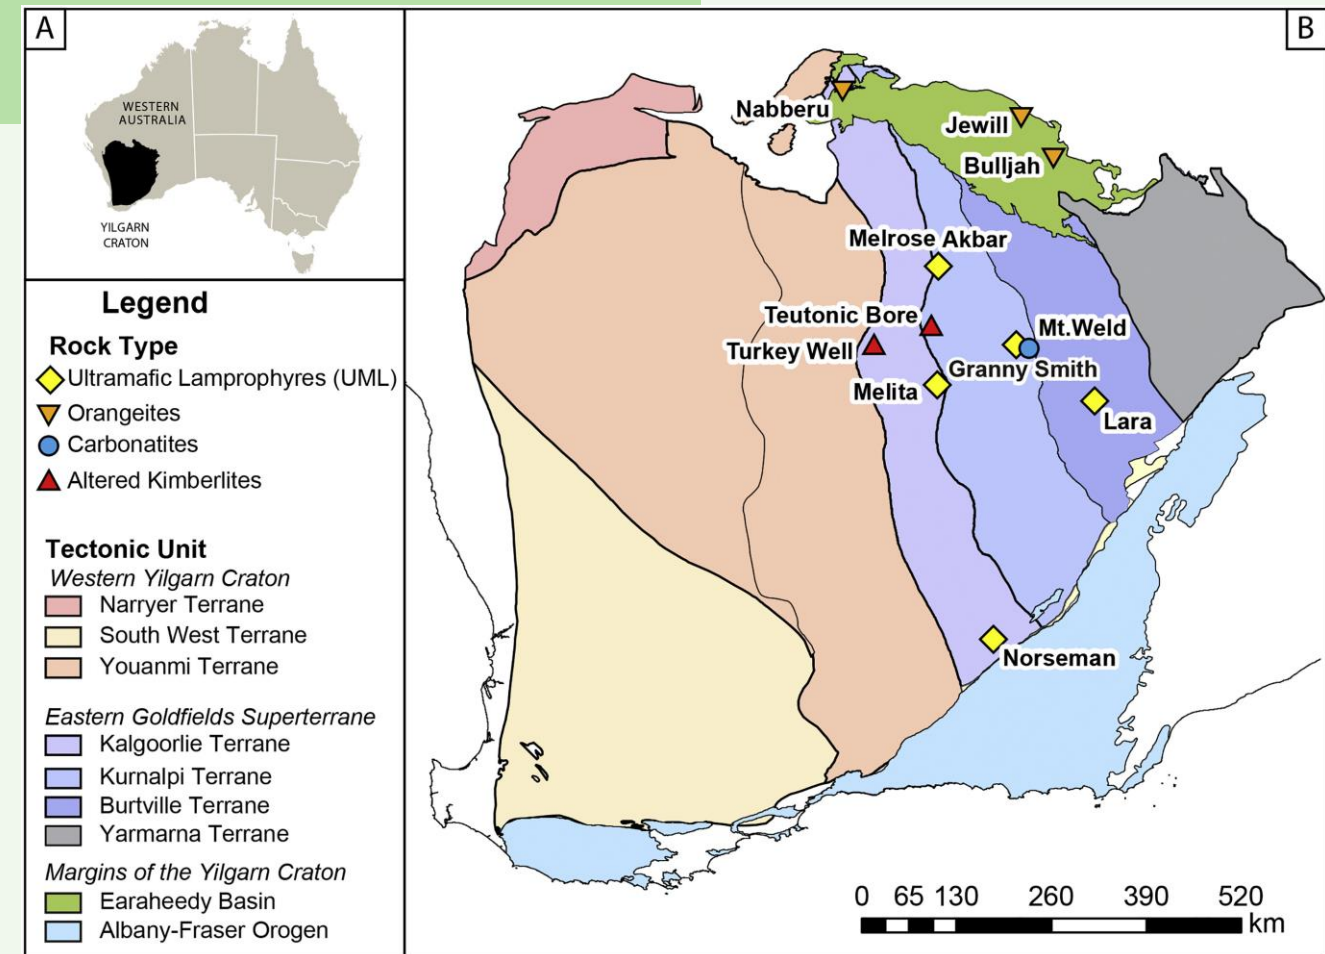 A
WESTERN
AUSTRALIA
YILGARN
CRATON
Legend
Rock Type
Ultramafic Lamprophyres (UML)
Orangeites
Carbonatites
Altered Kimberlites
Tectonic Unit
Western Yilgarn Craton
Narryer Terrane
South West Terrane
Youanmi Terrane
Eastern Goldfields Superterrane
Kalgoorlie Terrane
Kurnalpi Terrane
Burtville Terrane
Yarmarna Terrane
Margins of the Yilgarn Craton
Earaheedy Basin
Albany-Fraser Orogen
B
Nabberu
Jewill
Bulljah
Melrose Akbar
Teutonic Bore
Mt.Weld
Turkey Well
Granny Smith
Melita
Lara
Norseman
0 65 130 260 390 520
km